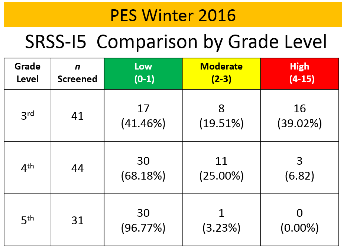 PES Winter 2016
SRSS-I5 Comparison by Grade Level
Grade Level n Screened Low (0-1) Moderate (2-3) High (4-15)
3rd 41 17 (41.46%) 8 (19.51%) 16 (39.02%)
4th 44 30 (68.18%) 11 (25.00%) 3 (6.82)
5th 31 30 (96.77%) 1 (3.23%) 0 (0.00%)